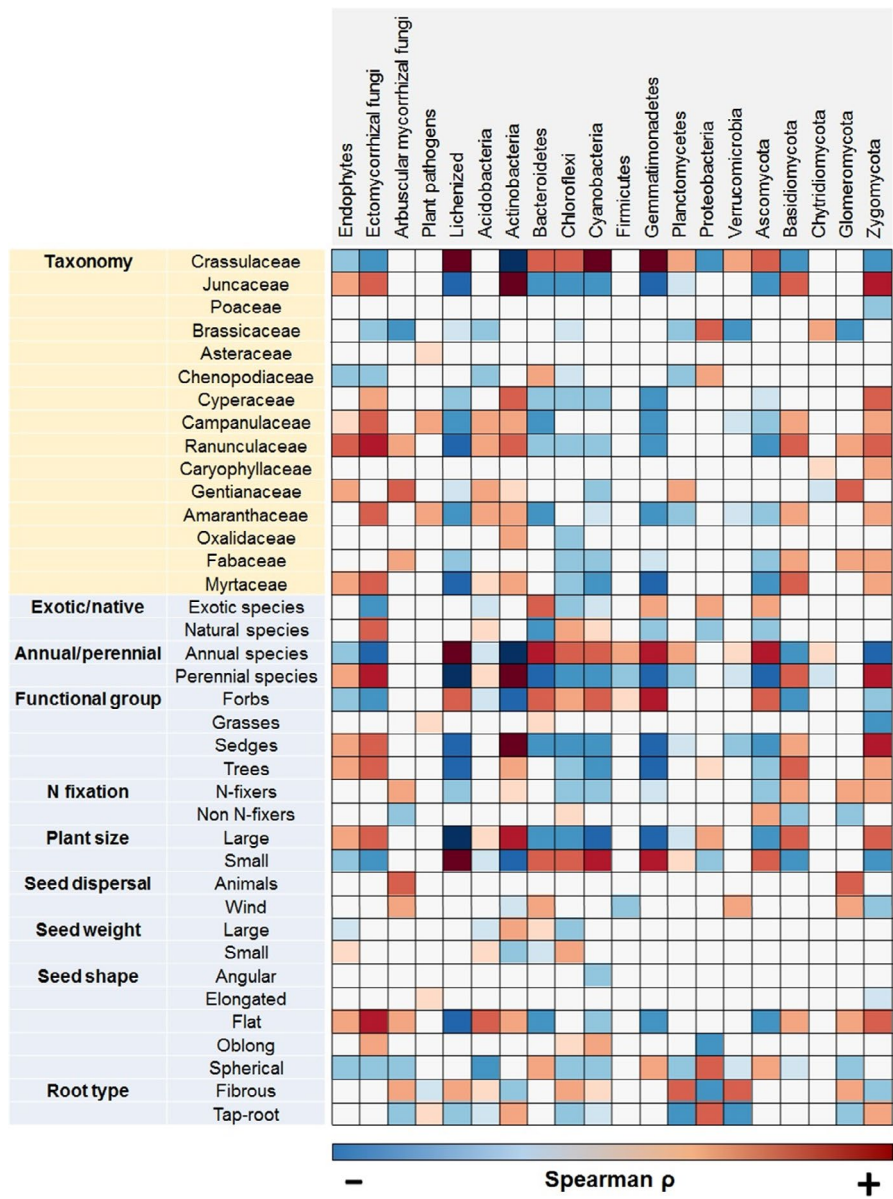 Endophytes
Ectomycorrhizal fungi
Arbuscular mycorrhizal fungi
Plant pathogens
Lichenized
Acidobacteria
Actinobacteria
Bacteroidetes
Chloroflexi
Cyanobacteria
Firmicutes
Gemmatimonadetes
Planctomycetes
Proteobacteria
Verrucomicrobia
Ascomycota
Basidiomycota
Chytridiomycota
Glomeromycota
Zygomycota
Taxonomy Crassulaceae
Juncaceae
Poaceae
Brassicaceae
Asteraceae
Chenopodiaceae
Cyperaceae
Campanulaceae
Ranunculaceae
Caryophyllaceae
Gentianaceae
Amaranthaceae
Oxalidaceae
Fabaceae
Myrtaceae
Exotic/native Exotic species
Natural species
Annual/perennial Annual species
Perennial species
Functional group Forbs
Grasses
Sedges
Trees
N fixation N-fixers
Non N-fixers
Plant size Large
Small
Seed dispersal Animals
Wind
Seed weight Large
Small
Seed shape Angular
Elongated
Flat
Oblong
Spherical
Root type Fibrous
Tap-root
− Spearman ρ +